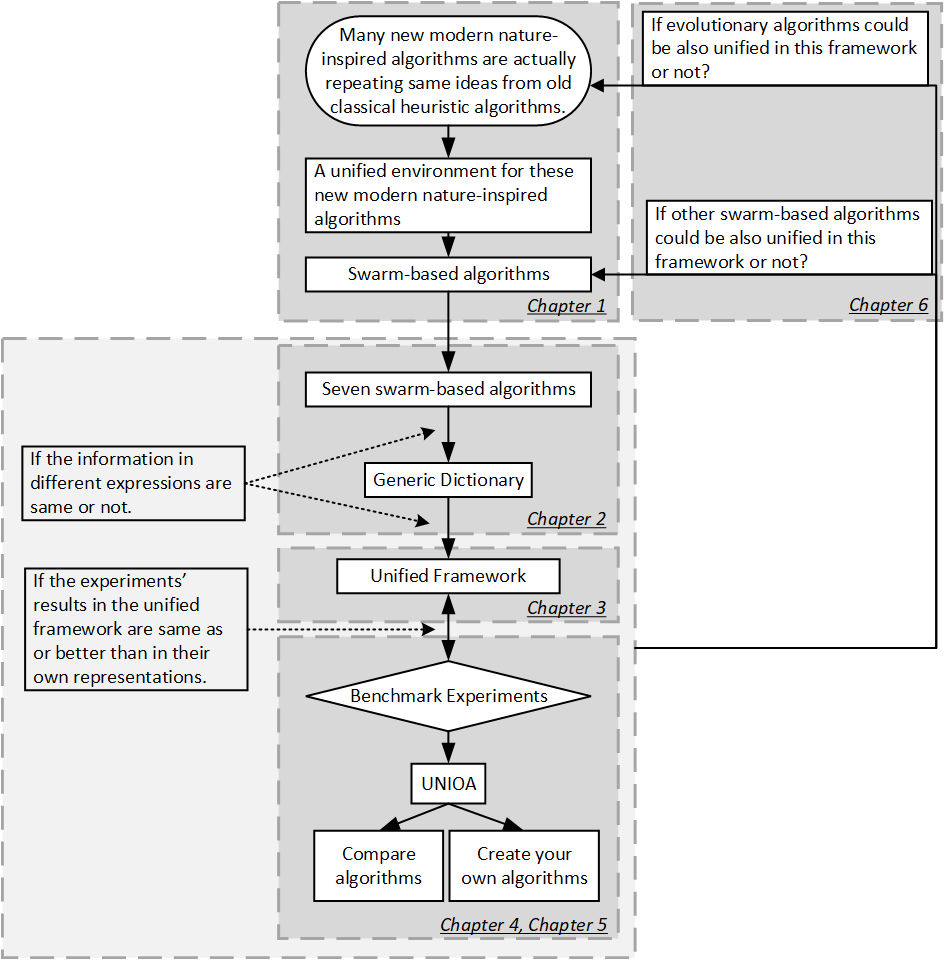 Many new modern nature-
inspired algorithms are actually
repeating same ideas from old
classical heuristic algorithms.
A unified environment for these
new modern nature-inspired
algorithms
Swarm-based algorithms
Chapter 1
If evolutionary algorithms could
be also unified in this framework
or not?
If other swarm-based algorithms
could be also unified in this
framework or not?
Chapter 6
Seven swarm-based algorithms
If the information in
different expressions are
same or not.
Generic Dictionary
Chapter 2
Unified Framework
Chapter 3
If the experiments’
results in the unified
framework are same as
or better than in their
own representations.
Benchmark Experiments
UNIOA
Compare
algorithms
Create your
own algorithms
Chapter 4, Chapter 5